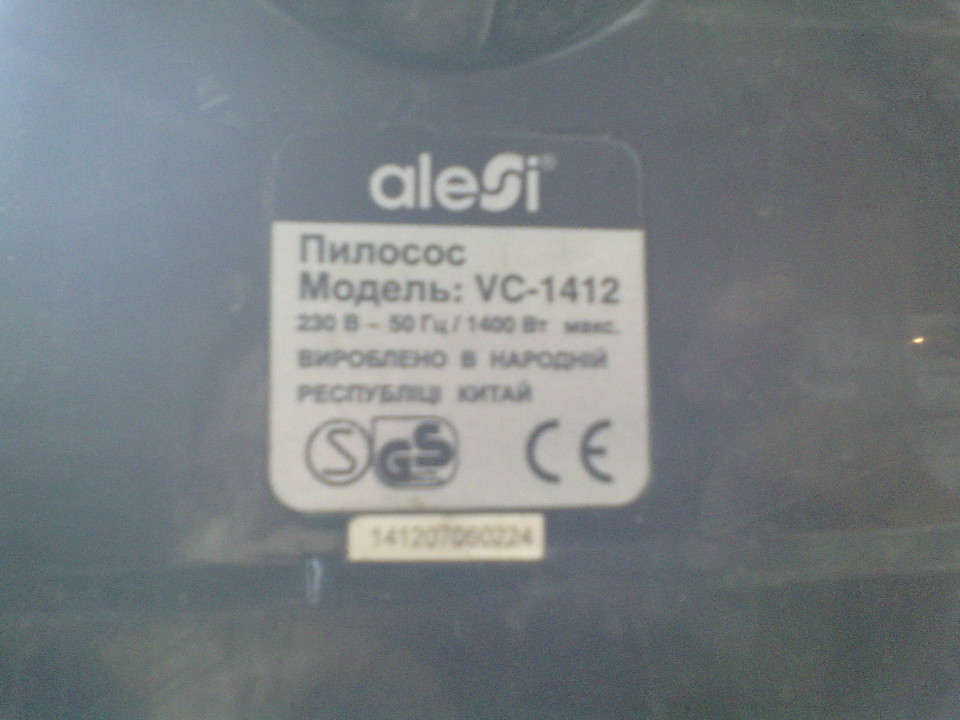 alesi®
Пилосос
Модель: VC-1412
230 В ~ 50 Гц / 1400 Вт макс.
ВИРОБЛЕНО В НАРОДНІЙ
РЕСПУБЛІЦІ КИТАЙ
S GS CE
141207060224